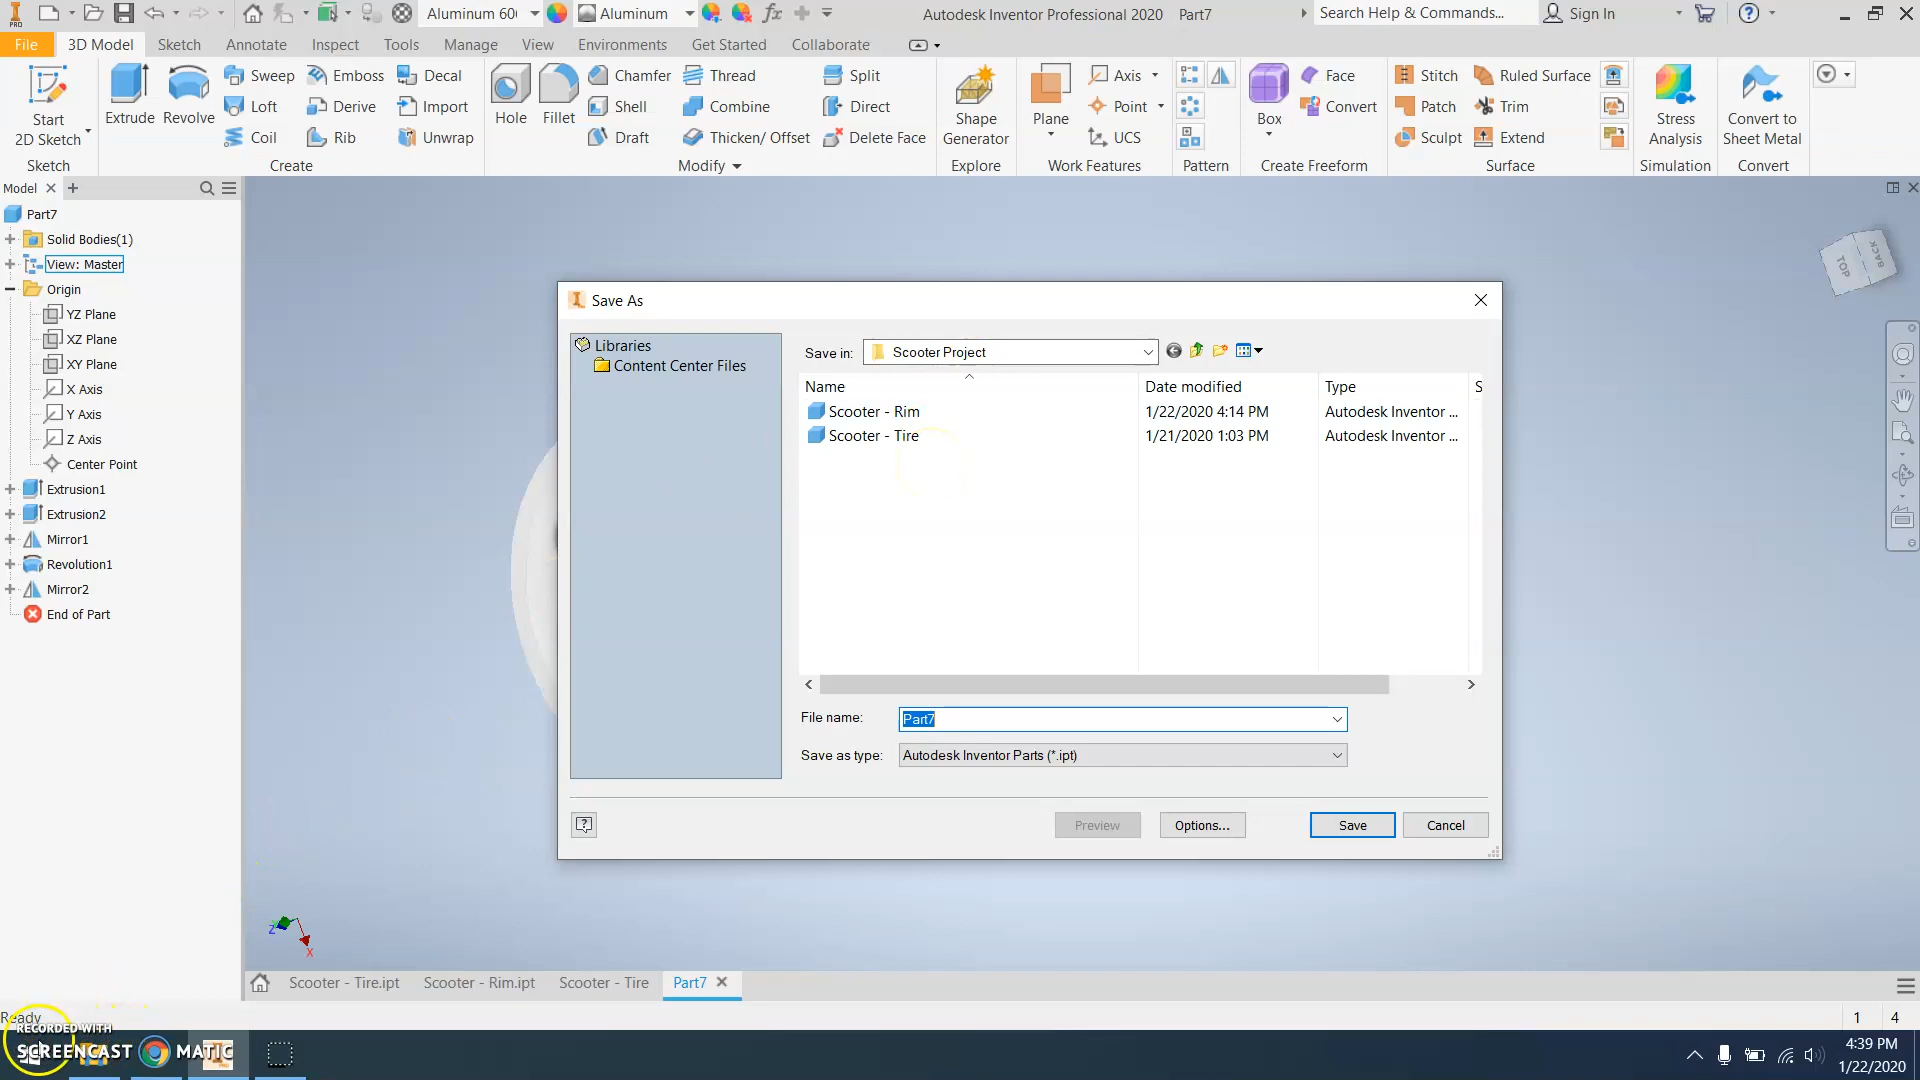 PRO
Aluminum 60
Aluminum
fx
Autodesk Inventor Professional 2020 Part7
Search Help & Commands...
Sign In
File
3D Model
Sketch
Annotate
Inspect
Tools
Manage
View
Environments
Get Started
Collaborate
Start
2D Sketch
Sketch
Extrude
Revolve
Sweep
Loft
Coil
Emboss
Derive
Rib
Decal
Import
Unwrap
Create
Hole
Fillet
Chamfer
Shell
Draft
Thread
Combine
Thicken/ Offset
Split
Direct
Delete Face
Modify
Shape
Generator
Explore
Plane
Axis
Point
UCS
Work Features
Pattern
Box
Face
Convert
Create Freeform
Stitch
Patch
Sculpt
Ruled Surface
Trim
Extend
Surface
Stress
Analysis
Simulation
Convert to
Sheet Metal
Convert
Model
Part7
Solid Bodies(1)
View: Master
Origin
YZ Plane
XZ Plane
XY Plane
X Axis
Y Axis
Z Axis
Center Point
Extrusion1
Extrusion2
Mirror1
Revolution1
Mirror2
End of Part
TOP
BACK
Save As
Libraries
Content Center Files
Save in:
Scooter Project
Name
Date modified
Type
S
Scooter - Rim
1/22/2020 4:14 PM
Autodesk Inventor ...
Scooter - Tire
1/21/2020 1:03 PM
Autodesk Inventor ...
File name:
Part7
Save as type:
Autodesk Inventor Parts (*.ipt)
Preview
Options...
Save
Cancel
Z
X
Scooter - Tire.ipt
Scooter - Rim.ipt
Scooter - Tire
Part7
Ready
1
4
RECORDED WITH
SCREENCAST MATIC
4:39 PM
1/22/2020